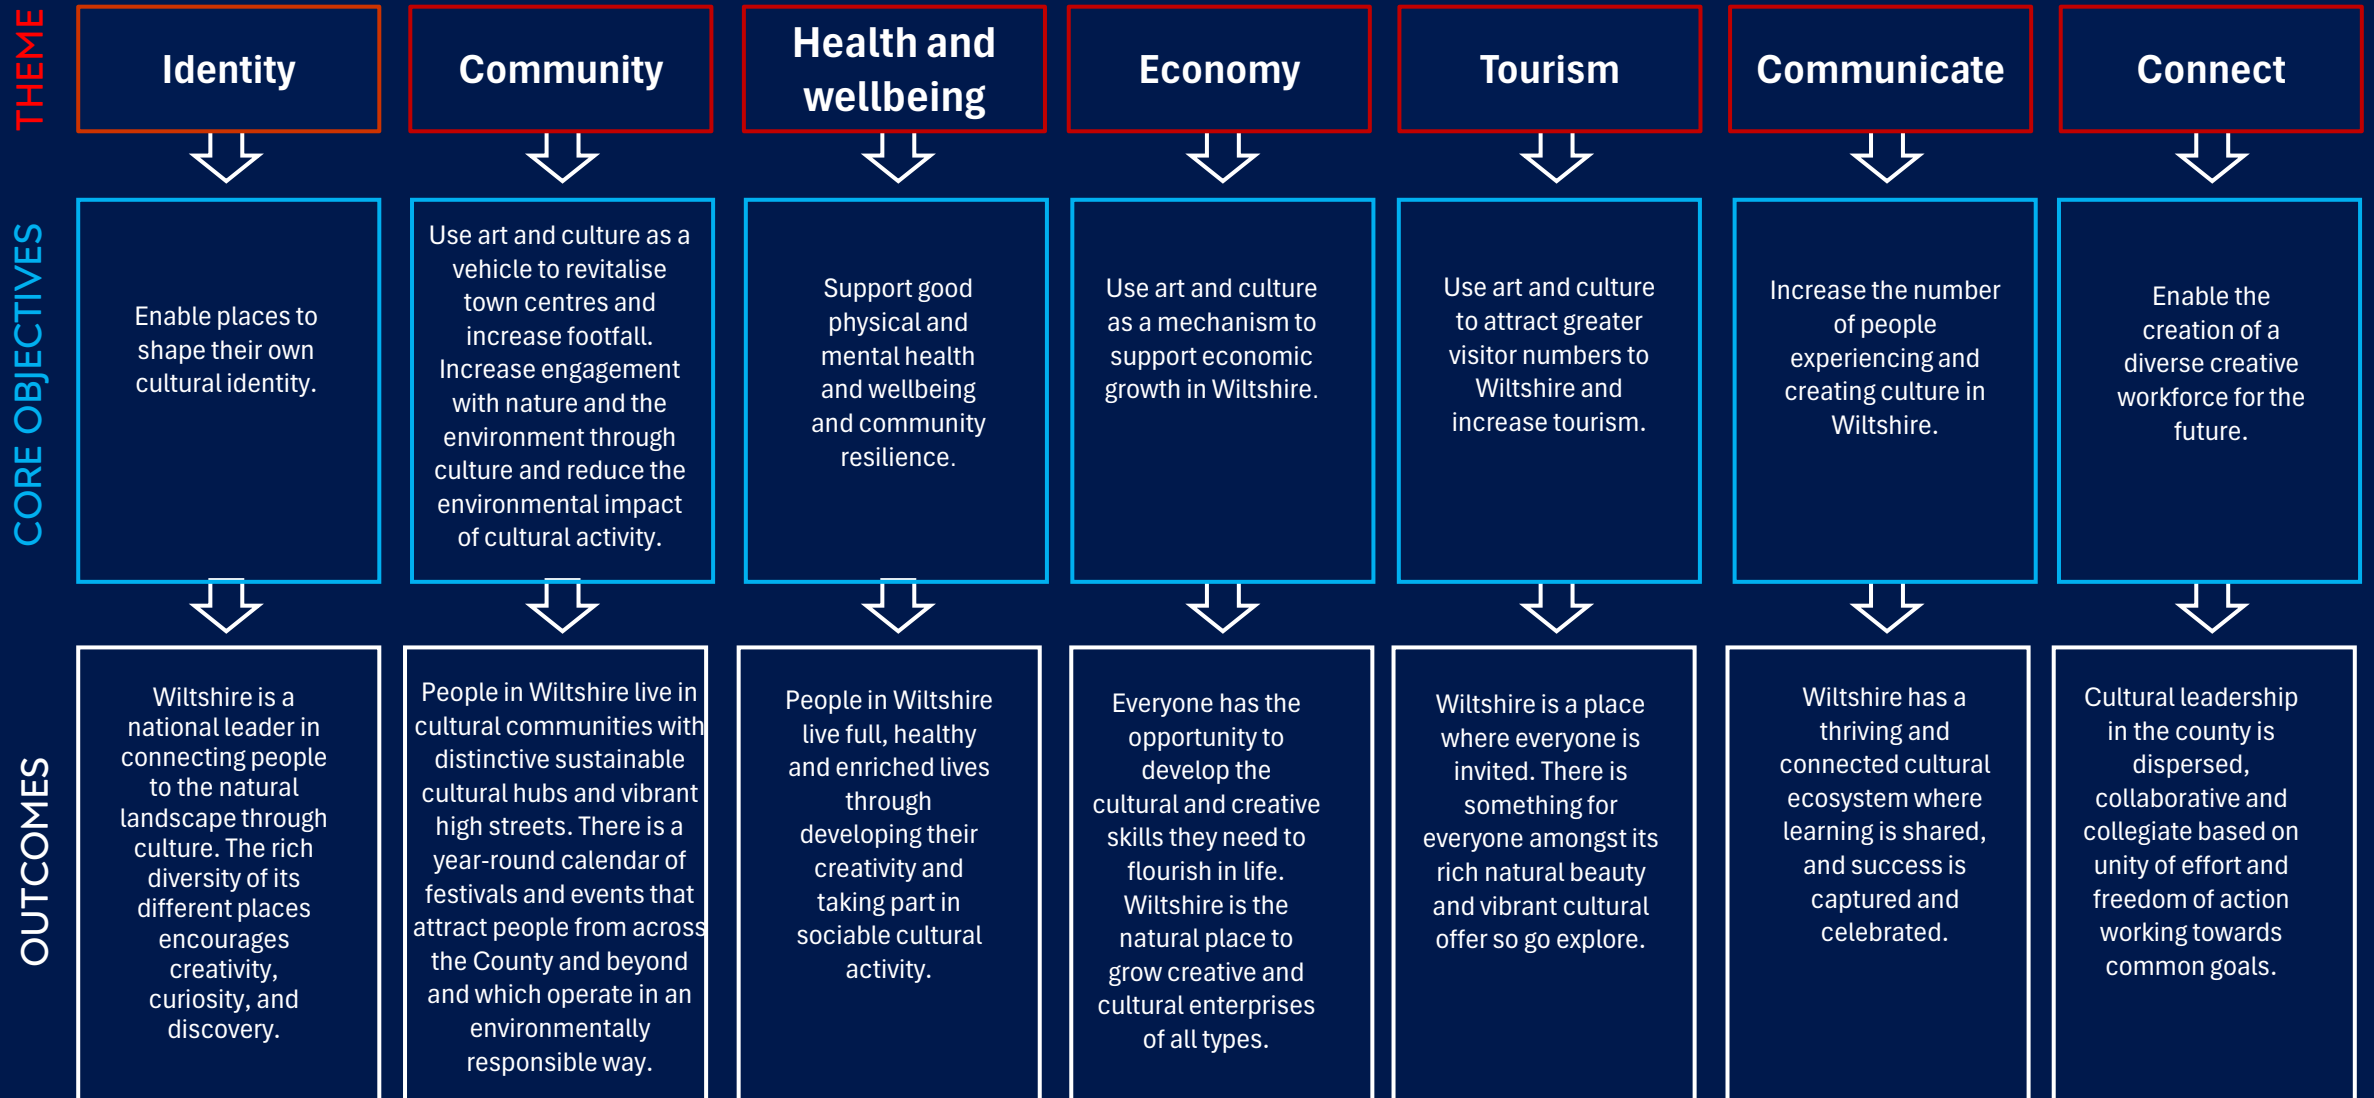 THEME
Identity
Community
Health and
wellbeing
Economy
Tourism
Communicate
Connect
CORE OBJECTIVES
Enable places to
shape their own
cultural identity.
Use art and culture as a
vehicle to revitalise
town centres and
increase footfall.
Increase engagement
with nature and the
environment through
culture and reduce the
environmental impact
of cultural activity.
Support good
physical and
mental health
and wellbeing
and community
resilience.
Use art and culture
as a mechanism to
support economic
growth in Wiltshire.
Use art and culture
to attract greater
visitor numbers to
Wiltshire and
increase tourism.
Increase the number
of people
experiencing and
creating culture in
Wiltshire.
Enable the
creation of a
diverse creative
workforce for the
future.
OUTCOMES
Wiltshire is a
national leader in
connecting people
to the natural
landscape through
culture. The rich
diversity of its
different places
encourages
creativity,
curiosity, and
discovery.
People in Wiltshire live in
cultural communities with
distinctive sustainable
cultural hubs and vibrant
high streets. There is a
year-round calendar of
festivals and events that
attract people from across
the County and beyond
and which operate in an
environmentally
responsible way.
People in Wiltshire
live full, healthy
and enriched lives
through
developing their
creativity and
taking part in
sociable cultural
activity.
Everyone has the
opportunity to
develop the
cultural and creative
skills they need to
flourish in life.
Wiltshire is the
natural place to
grow creative and
cultural enterprises
of all types.
Wiltshire is a place
where everyone is
invited. There is
something for
everyone amongst its
rich natural beauty
and vibrant cultural
offer so go explore.
Wiltshire has a
thriving and
connected cultural
ecosystem where
learning is shared,
and success is
captured and
celebrated.
Cultural leadership
in the county is
dispersed,
collaborative and
collegiate based on
unity of effort and
freedom of action
working towards
common goals.